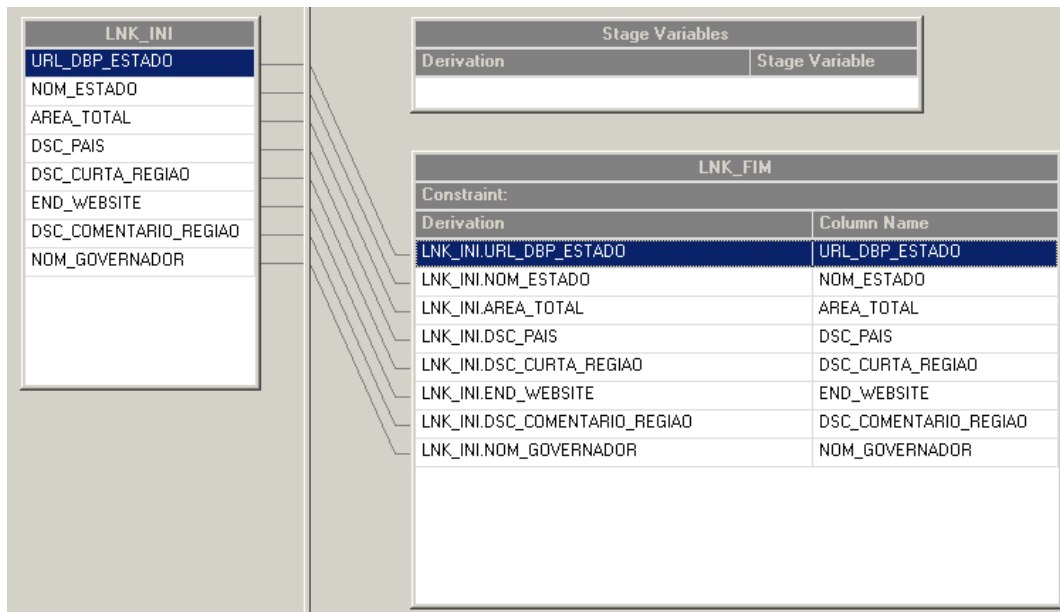 LNK_INI
URL_DBP_ESTADO
NOM_ESTADO
AREA_TOTAL
DSC_PAIS
DSC_CURTA_REGIAO
END_WEBSITE
DSC_COMENTARIO_REGIAO
NOM_GOVERNADOR
Stage Variables
Derivation Stage Variable
LNK_FIM
Constraint:
Derivation Column Name
LNK_INI.URL_DBP_ESTADO URL_DBP_ESTADO
LNK_INI.NOM_ESTADO NOM_ESTADO
LNK_INI.AREA_TOTAL AREA_TOTAL
LNK_INI.DSC_PAIS DSC_PAIS
LNK_INI.DSC_CURTA_REGIAO DSC_CURTA_REGIAO
LNK_INI.END_WEBSITE END_WEBSITE
LNK_INI.DSC_COMENTARIO_REGIAO DSC_COMENTARIO_REGIAO
LNK_INI.NOM_GOVERNADOR NOM_GOVERNADOR